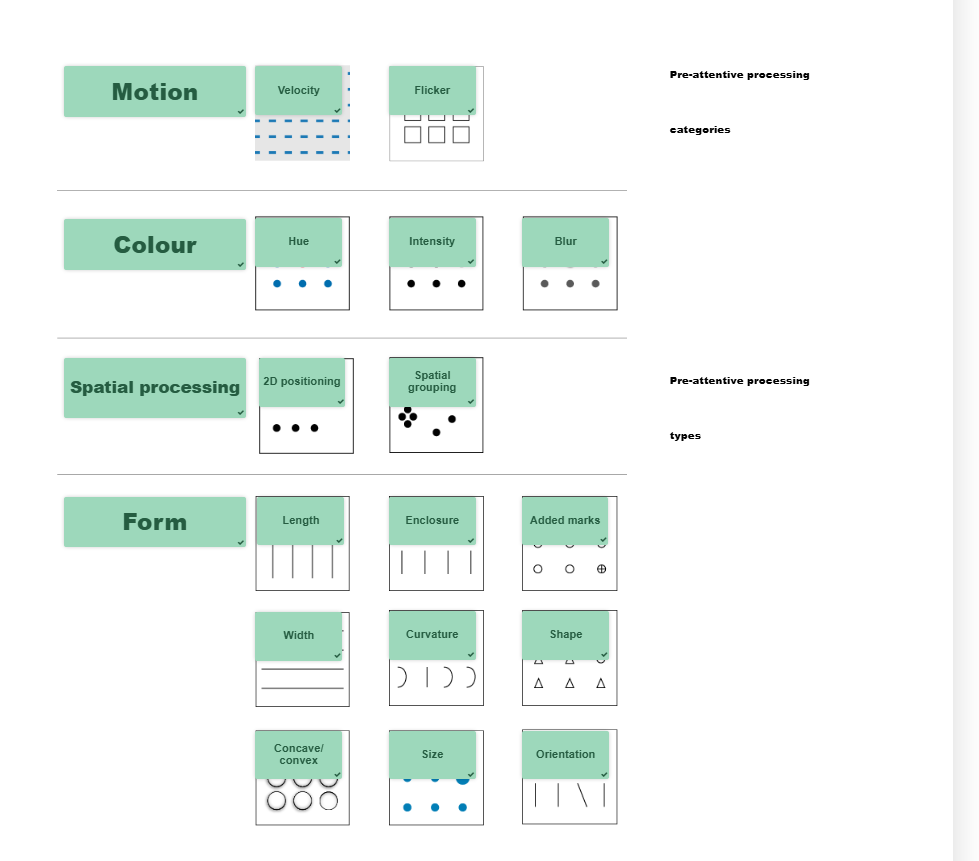 Motion
Velocity
Flicker
Pre-attentive processing
categories
Colour
Hue
Intensity
Blur
Spatial processing
2D positioning
Spatial
grouping
Pre-attentive processing
types
Form
Length
Enclosure
Added marks
Width
Curvature
Shape
Concave/
convex
Size
Orientation